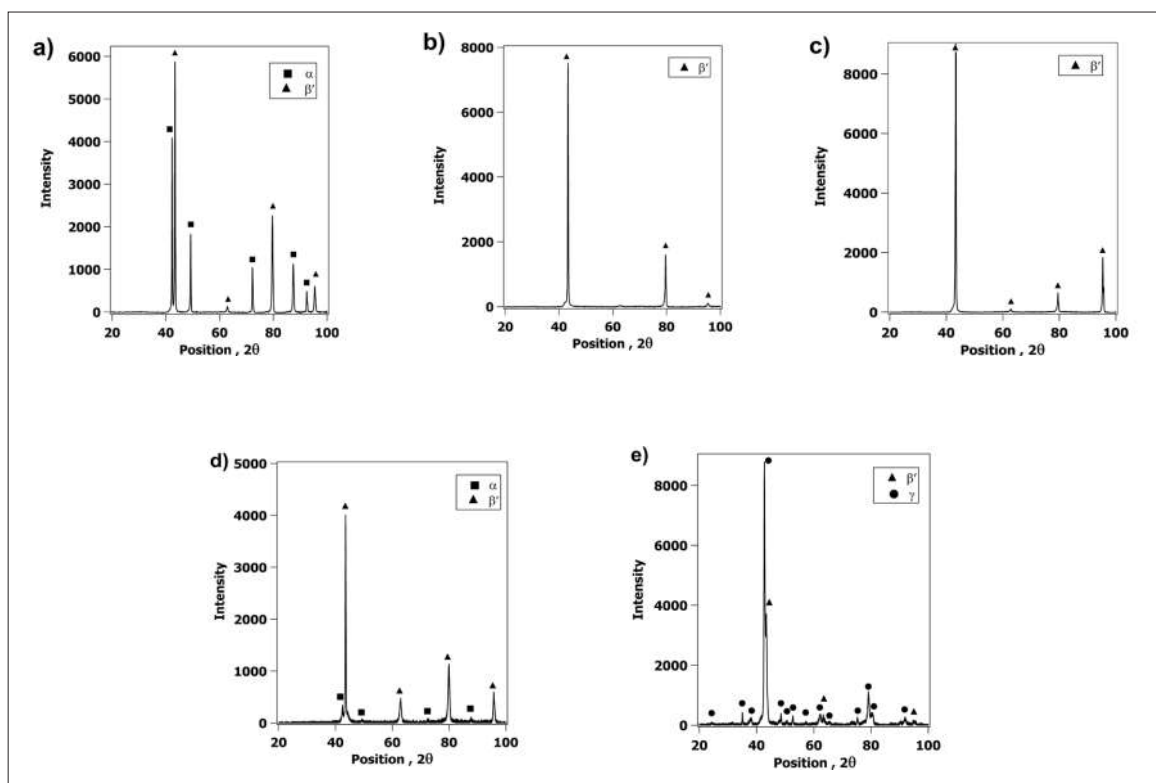 a)
6000
5000
4000
3000
2000
1000
0
Intensity
20 40 60 80 100
Position , 2θ
■ α
▲ β′
b)
8000
6000
4000
2000
0
Intensity
20 40 60 80 100
Position , 2θ
▲ β′
c)
8000
6000
4000
2000
0
Intensity
20 40 60 80 100
Position , 2θ
▲ β′
d)
5000
4000
3000
2000
1000
0
Intensity
20 40 60 80 100
Position , 2θ
■ α
▲ β′
e)
8000
6000
4000
2000
0
Intensity
20 40 60 80 100
Position , 2θ
▲ β′
● γ